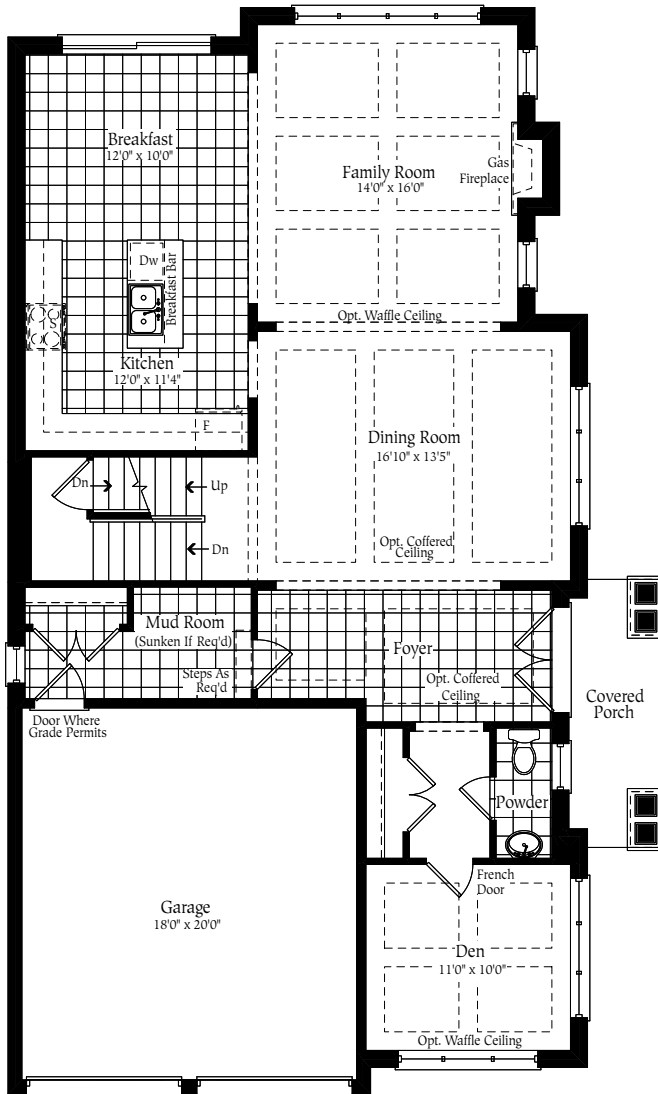 Breakfast
12'0" x 10'0"
Family Room
14'0" x 16'0"
Gas
Fireplace
Dw
Breakfast Bar
S
Opt. Waffle Ceiling
Kitchen
12'0" x 11'4"
F
Dining Room
16'10" x 13'5"
Dn
Up
Dn
Opt. Coffered
Ceiling
Mud Room
(Sunken If Req'd)
Steps As
Req'd
Foyer
Opt. Coffered
Ceiling
Covered
Porch
Door Where
Grade Permits
Powder
French
Door
Garage
18'0" x 20'0"
Den
11'0" x 10'0"
Opt. Waffle Ceiling